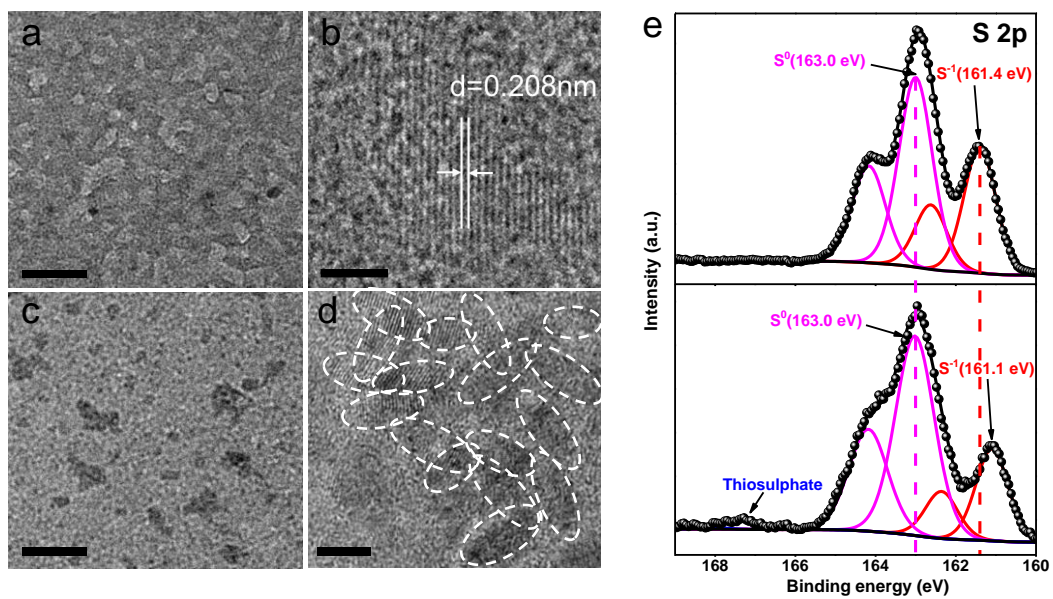 a
b
d=0.208nm
c
d
e
S 2p
S⁰(163.0 eV)
S⁻¹(161.4 eV)
S⁰(163.0 eV)
S⁻¹(161.1 eV)
Thiosulphate
Intensity (a.u.)
168 166 164 162 160
Binding energy (eV)